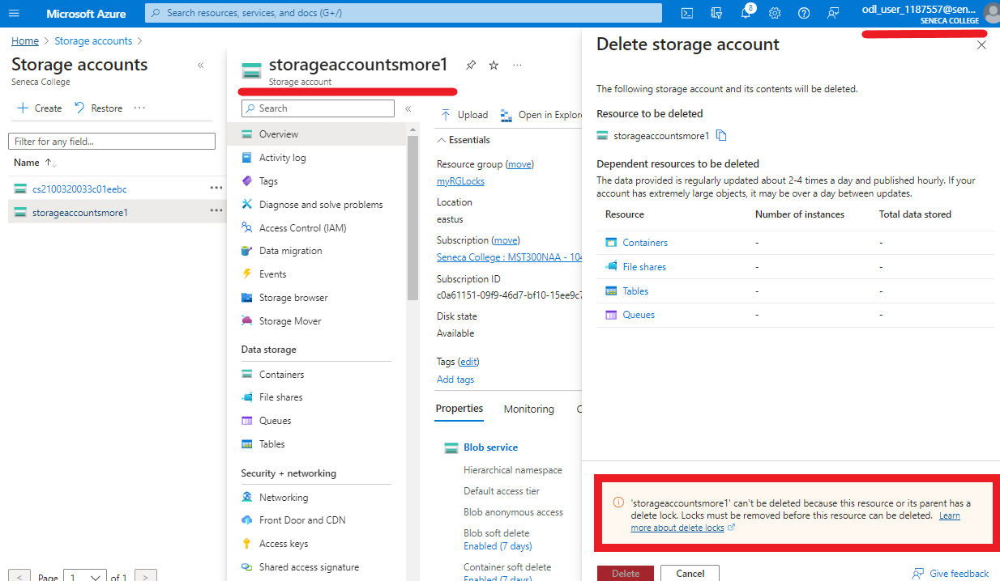 Microsoft Azure
Search resources, services, and docs (G+/)
8
odl_user_1187557@sen...
SENECA COLLEGE
Home > Storage accounts >
Storage accounts
Seneca College
Create
Restore
Filter for any field...
Name
cs2100320033c01eebc
storageaccountsmore1
Page 1 of 1
storageaccountsmore1
Storage account
Search
Overview
Activity log
Tags
Diagnose and solve problems
Access Control (IAM)
Data migration
Events
Storage browser
Storage Mover
Data storage
Containers
File shares
Queues
Tables
Security + networking
Networking
Front Door and CDN
Access keys
Shared access signature
Upload
Open in Explor
Essentials
Resource group (move)
myRGLocks
Location
eastus
Subscription (move)
Seneca College : MST300NAA - 104
Subscription ID
c0a61151-09f9-46d7-bf10-15ee9c7
Disk state
Available
Tags (edit)
Add tags
Properties
Monitoring
Blob service
Hierarchical namespace
Default access tier
Blob anonymous access
Blob soft delete
Enabled (7 days)
Container soft delete
Enabled (7 days)
Delete storage account
The following storage account and its contents will be deleted.
Resource to be deleted
storageaccountsmore1
Dependent resources to be deleted
The data provided is regularly updated about 2-4 times a day and published hourly. If your
account has extremely large objects, it may be over a day between updates.
Resource Number of instances Total data stored
Containers - -
File shares - -
Tables - -
Queues - -
'storageaccountsmore1' can't be deleted because this resource or its parent has a
delete lock. Locks must be removed before this resource can be deleted. Learn
more about delete locks
Delete
Cancel
Give feedback